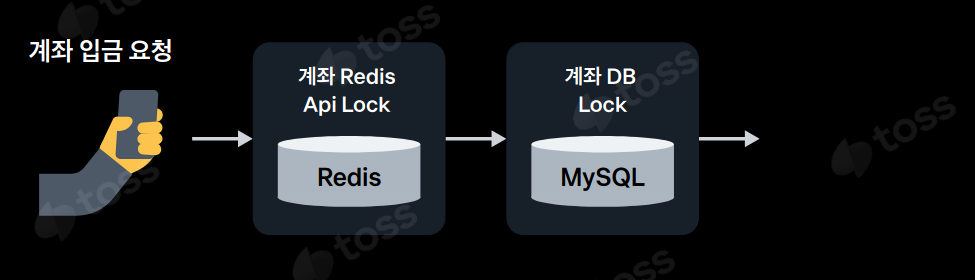 계좌 입금 요청
계좌 Redis
Api Lock
Redis
계좌 DB
Lock
MySQL
toss
toss
toss
toss
toss
toss
toss